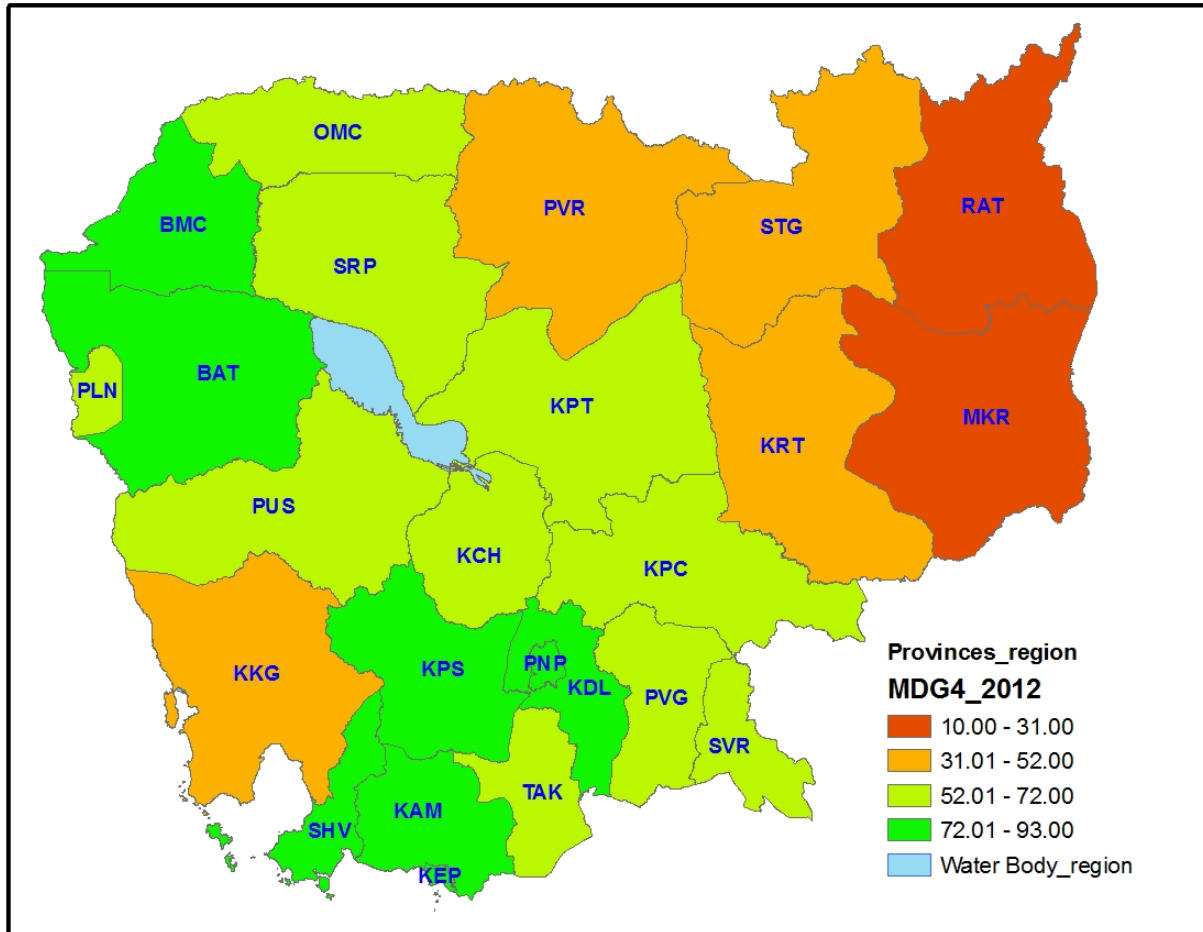 OMC
BMC
PVR
STG
RAT
SRP
PLN
BAT
KPT
KRT
MKR
PUS
KCH
KPC
KKG
KPS
PNP
KDL
PVG
SVR
TAK
KAM
SHV
KEP
Provinces_region
MDG4_2012
10.00 - 31.00
31.01 - 52.00
52.01 - 72.00
72.01 - 93.00
Water Body_region